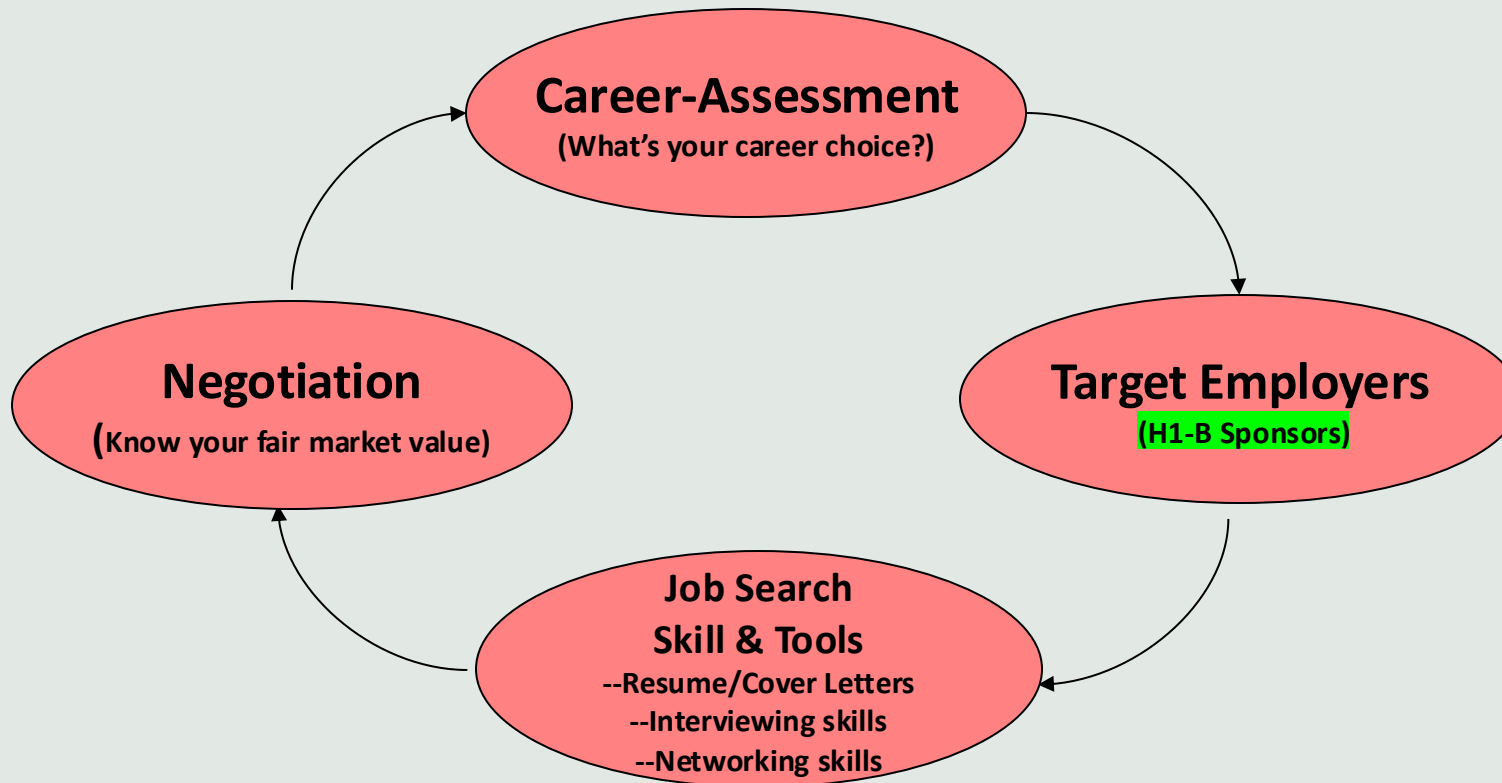 Career-Assessment
(What’s your career choice?)
Target Employers
(H1-B Sponsors)
Job Search
Skill & Tools
--Resume/Cover Letters
--Interviewing skills
--Networking skills
Negotiation
(Know your fair market value)